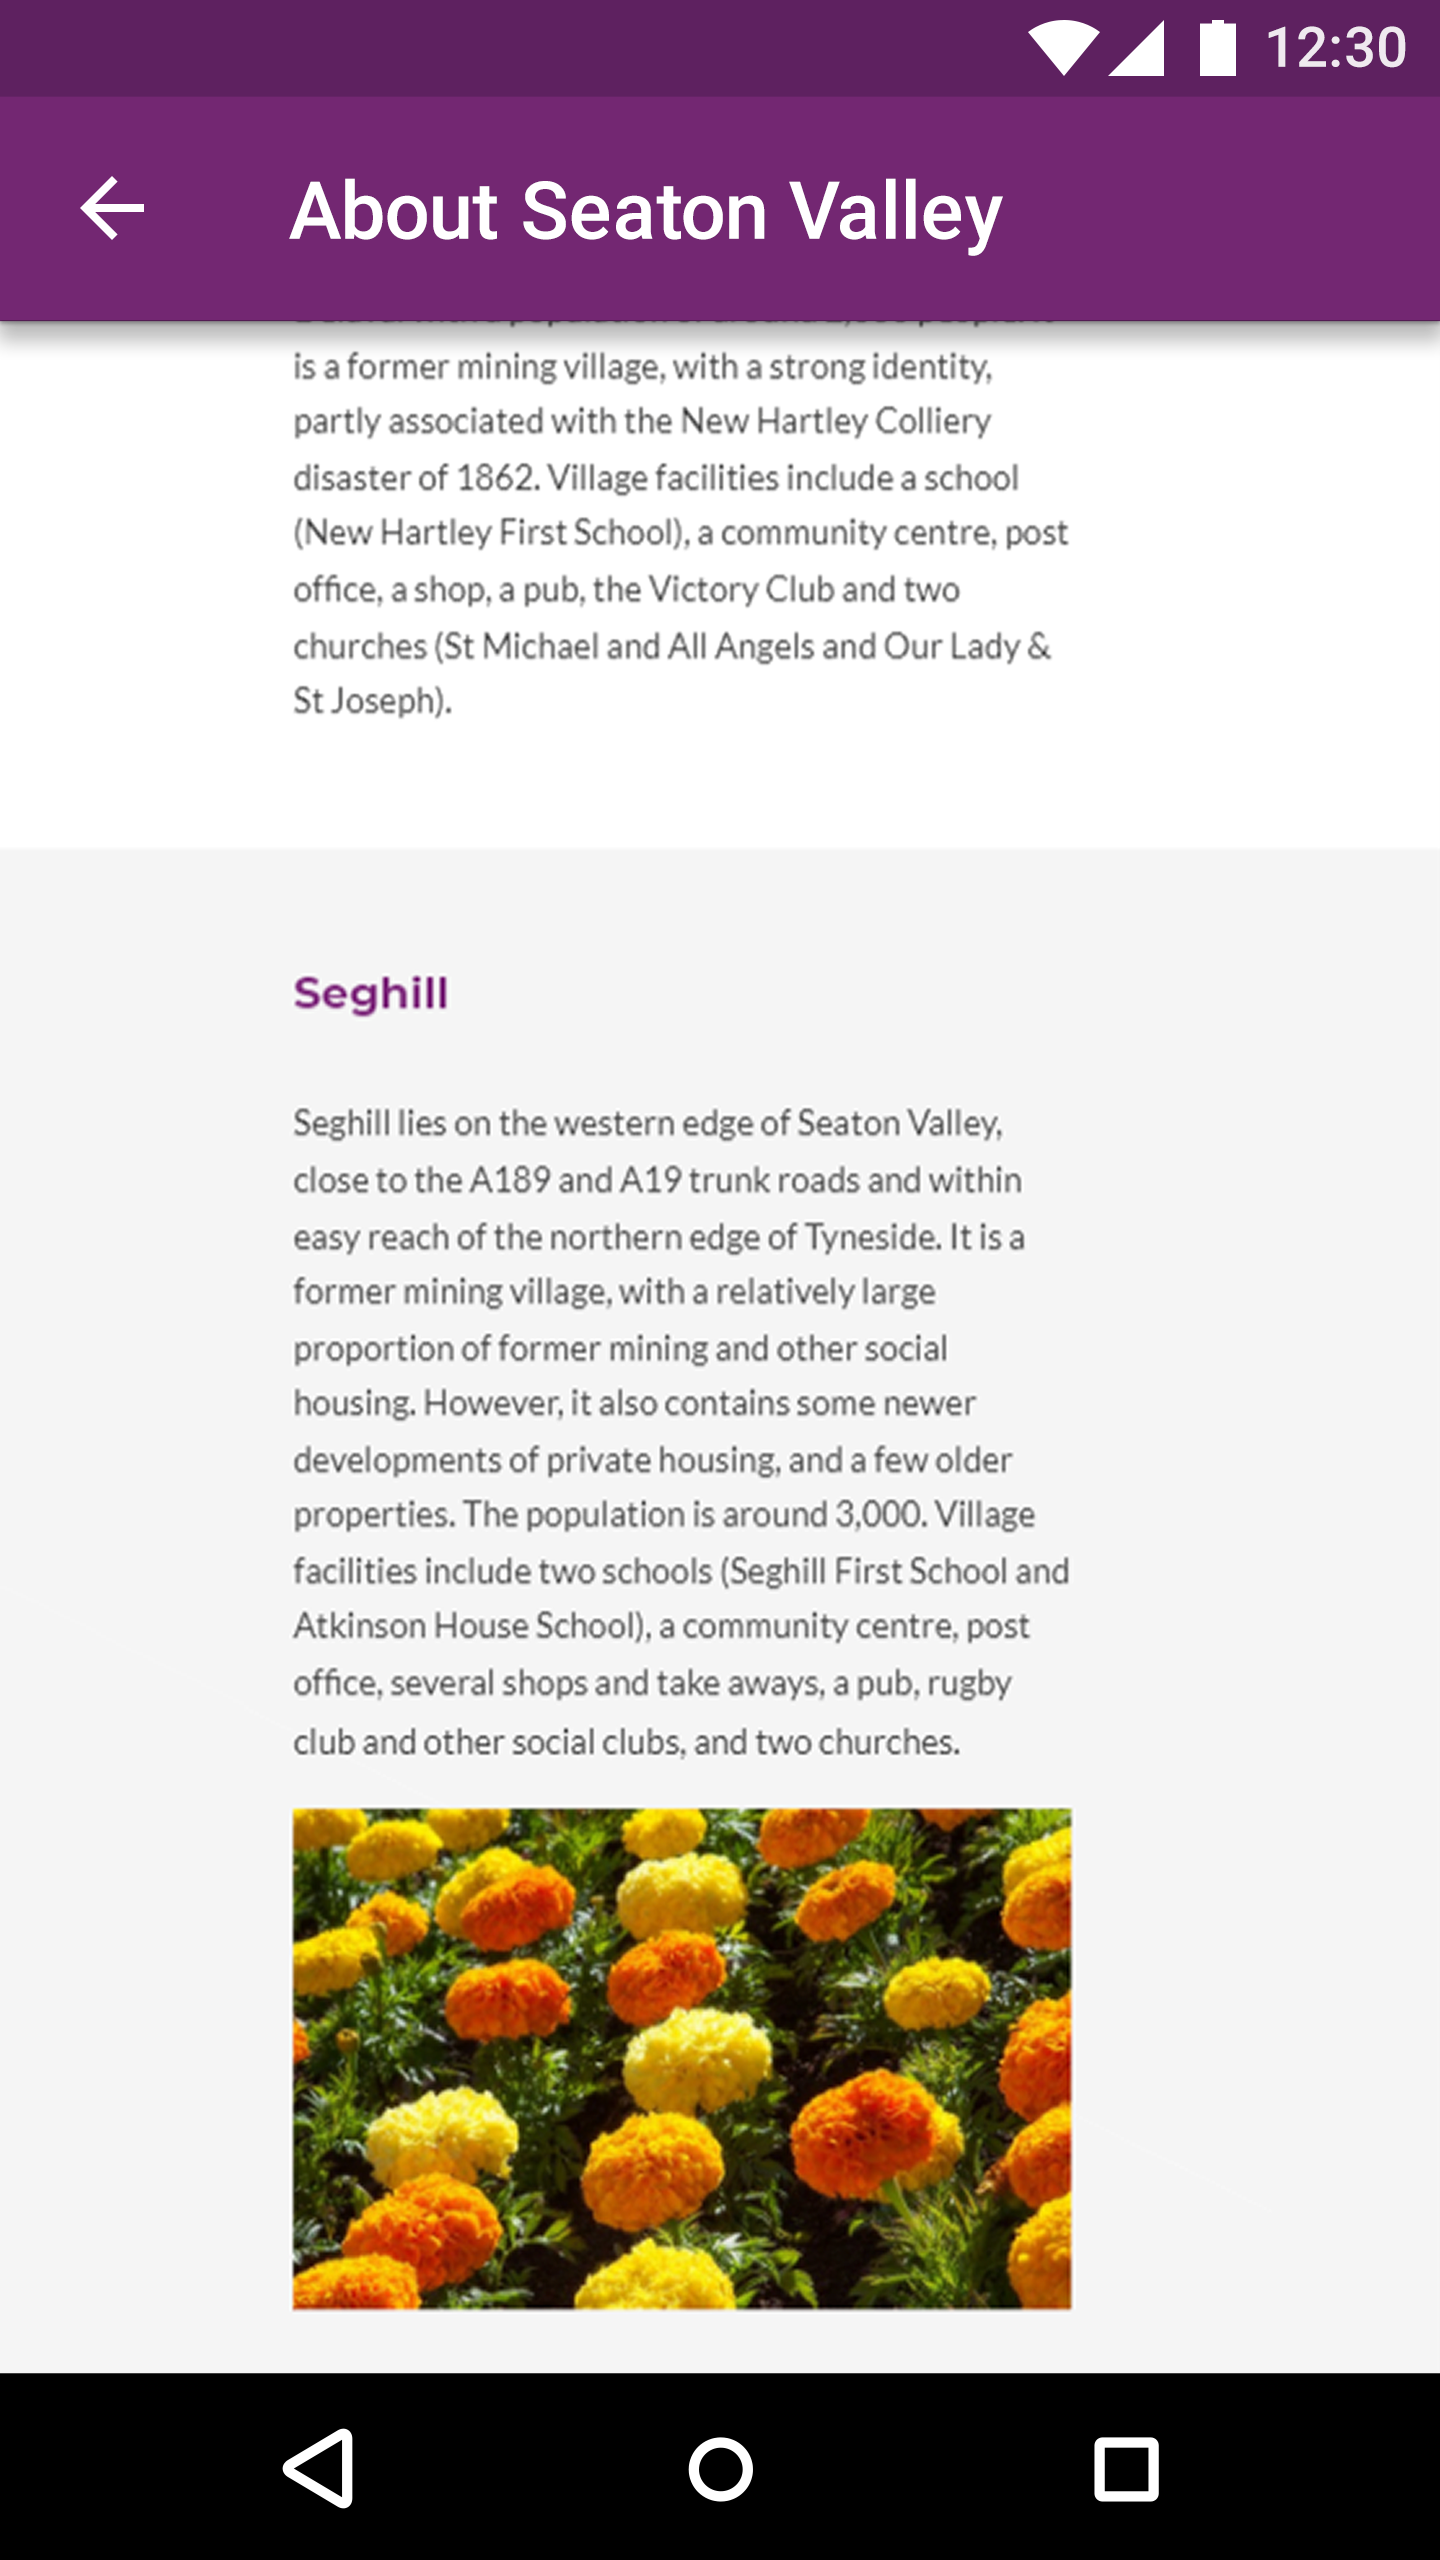 12:30
About Seaton Valley
is a former mining village, with a strong identity,
partly associated with the New Hartley Colliery
disaster of 1862. Village facilities include a school
(New Hartley First School), a community centre, post
office, a shop, a pub, the Victory Club and two
churches (St Michael and All Angels and Our Lady &
St Joseph).
Seghill
Seghill lies on the western edge of Seaton Valley,
close to the A189 and A19 trunk roads and within
easy reach of the northern edge of Tyneside. It is a
former mining village, with a relatively large
proportion of former mining and other social
housing. However, it also contains some newer
developments of private housing, and a few older
properties. The population is around 3,000. Village
facilities include two schools (Seghill First School and
Atkinson House School), a community centre, post
office, several shops and take aways, a pub, rugby
club and other social clubs, and two churches.